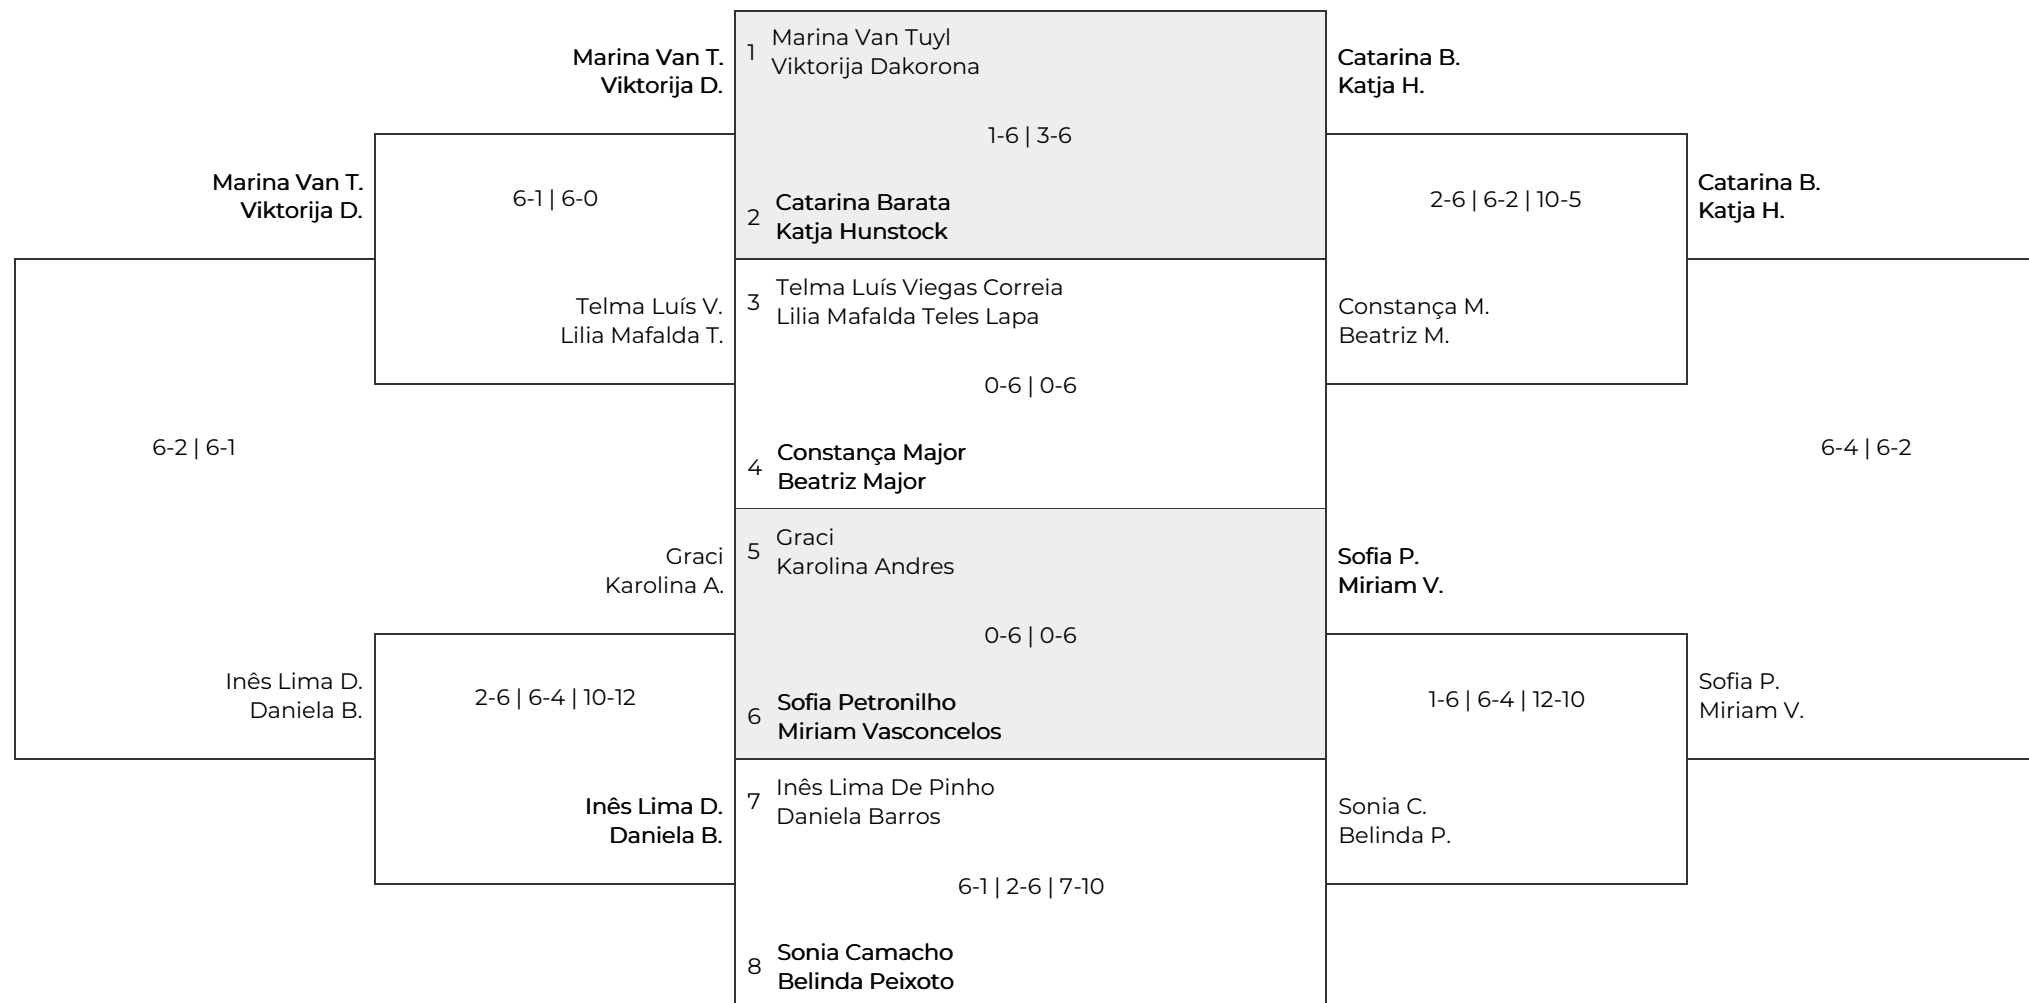 Marina Van T.
Viktorija D.
1
Marina Van Tuyl
Viktorija Dakorona
Catarina B.
Katja H.
1-6 | 3-6
Marina Van T.
Viktorija D.
6-1 | 6-0
2
Catarina Barata
Katja Hunstock
2-6 | 6-2 | 10-5
Catarina B.
Katja H.
Telma Luís V.
Lilia Mafalda T.
3
Telma Luís Viegas Correia
Lilia Mafalda Teles Lapa
Constança M.
Beatriz M.
0-6 | 0-6
6-2 | 6-1
4
Constança Major
Beatriz Major
6-4 | 6-2
Graci
Karolina A.
5
Graci
Karolina Andres
Sofia P.
Miriam V.
0-6 | 0-6
Inês Lima D.
Daniela B.
2-6 | 6-4 | 10-12
6
Sofia Petronilho
Miriam Vasconcelos
1-6 | 6-4 | 12-10
Sofia P.
Miriam V.
Inês Lima D.
Daniela B.
7
Inês Lima De Pinho
Daniela Barros
Sonia C.
Belinda P.
6-1 | 2-6 | 7-10
8
Sonia Camacho
Belinda Peixoto